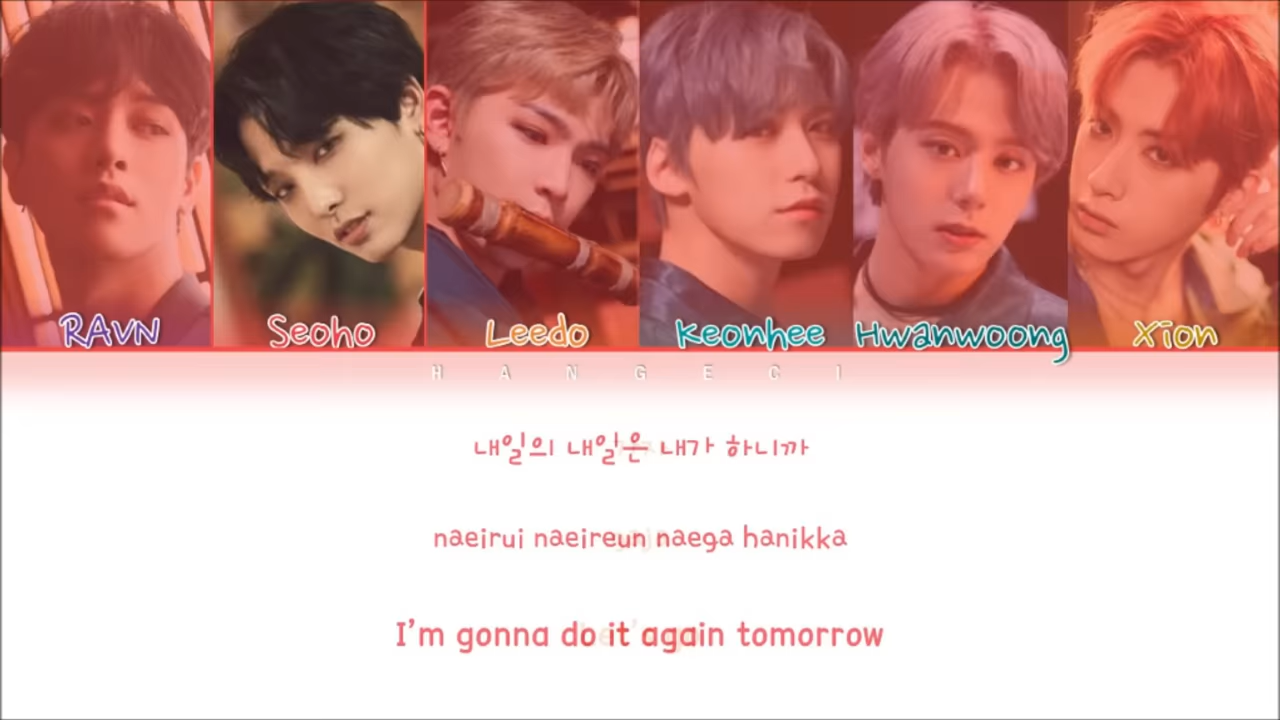 RAVN Seoho Leedo Keonhee Hwanwoong Xion
HANGECI
내일의 내일은 내가 하니까
naeirui naeireun naega hanikka
I'm gonna do it again tomorrow